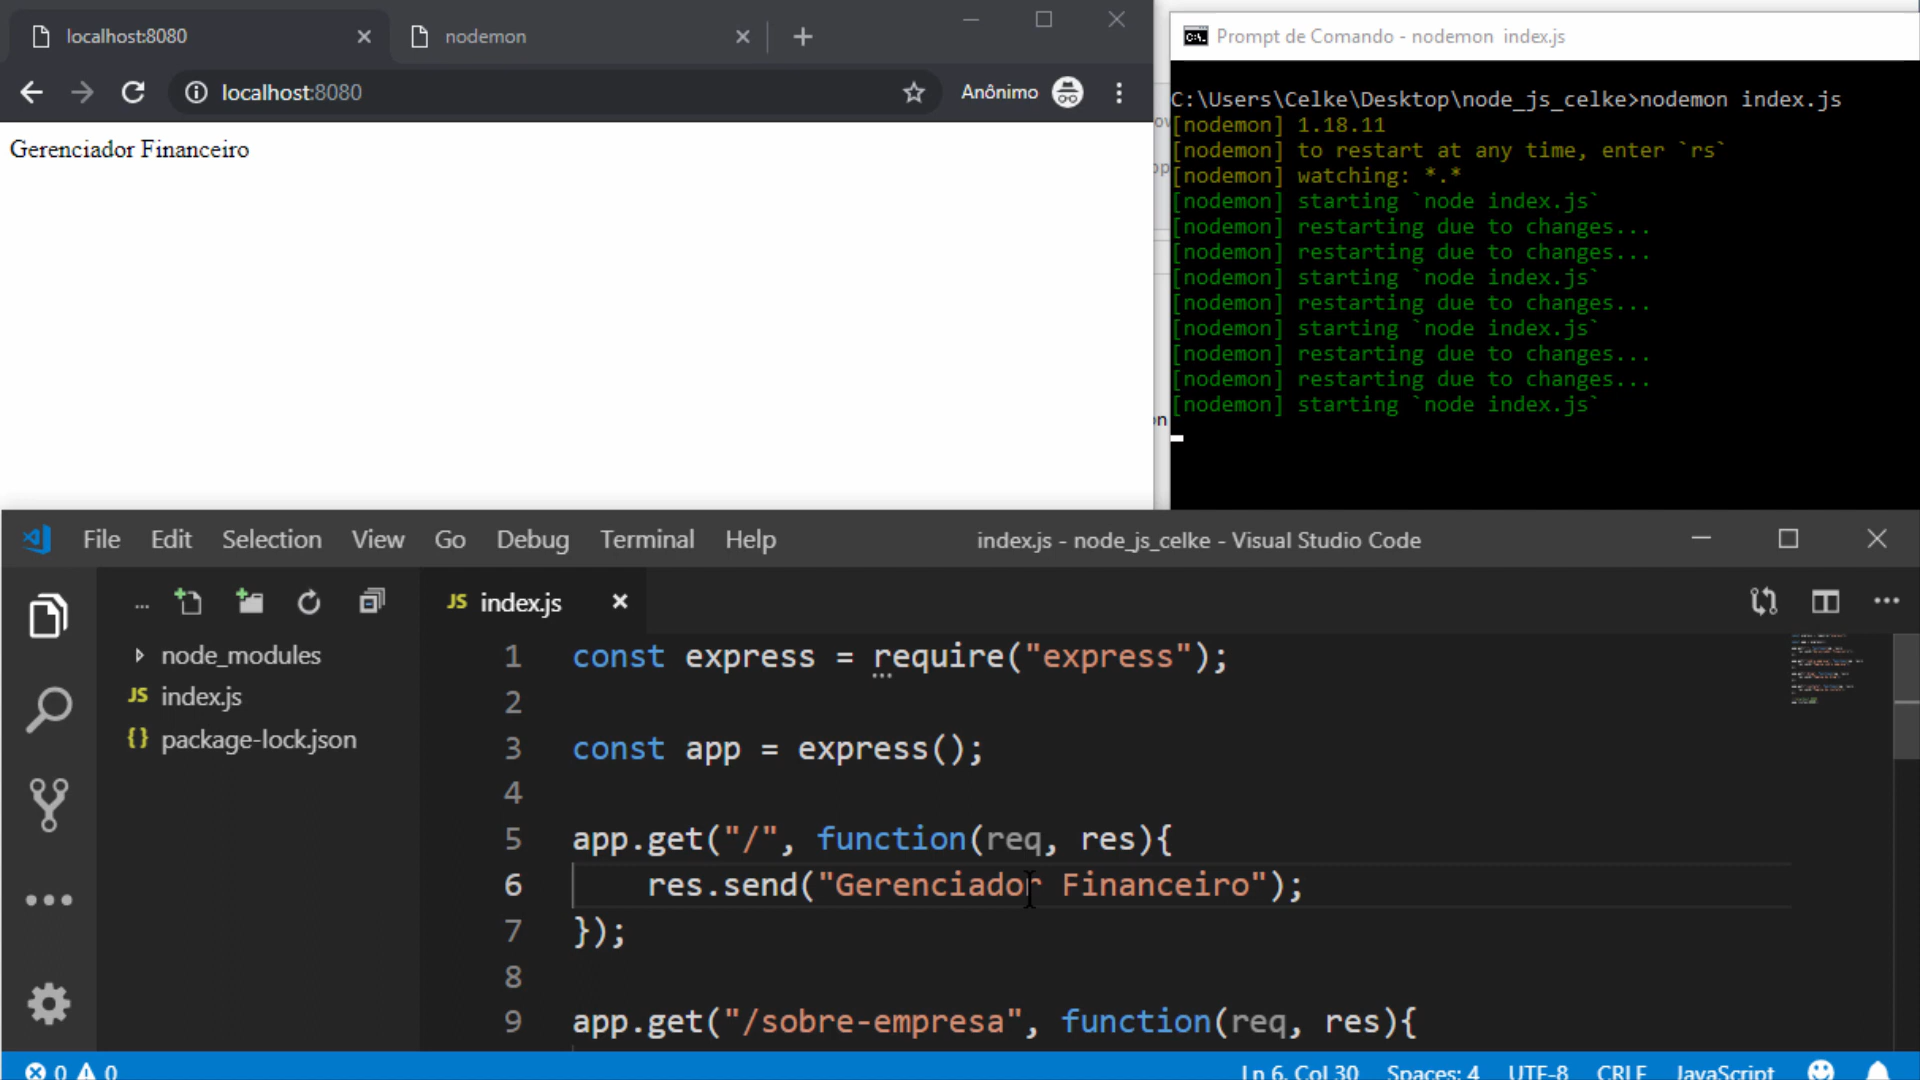 localhost:8080
nodemon
localhost:8080
Anônimo
Gerenciador Financeiro
Prompt de Comando - nodemon index.js
C:\Users\Celke\Desktop\node_js_celke>nodemon index.js
[nodemon] 1.18.11
[nodemon] to restart at any time, enter `rs`
[nodemon] watching: *.*
[nodemon] starting `node index.js`
[nodemon] restarting due to changes...
[nodemon] restarting due to changes...
[nodemon] starting `node index.js`
[nodemon] restarting due to changes...
[nodemon] starting `node index.js`
[nodemon] restarting due to changes...
[nodemon] restarting due to changes...
[nodemon] starting `node index.js`
File Edit Selection View Go Debug Terminal Help
index.js - node_js_celke - Visual Studio Code
node_modules
JS index.js
{} package-lock.json
JS index.js
1 const express = require("express");
2
3 const app = express();
4
5 app.get("/", function(req, res){
6 res.send("Gerenciador Financeiro");
7 });
8
9 app.get("/sobre-empresa", function(req, res){
0 0
Ln 6, Col 30 Spaces: 4 UTF-8 CRLF JavaScript